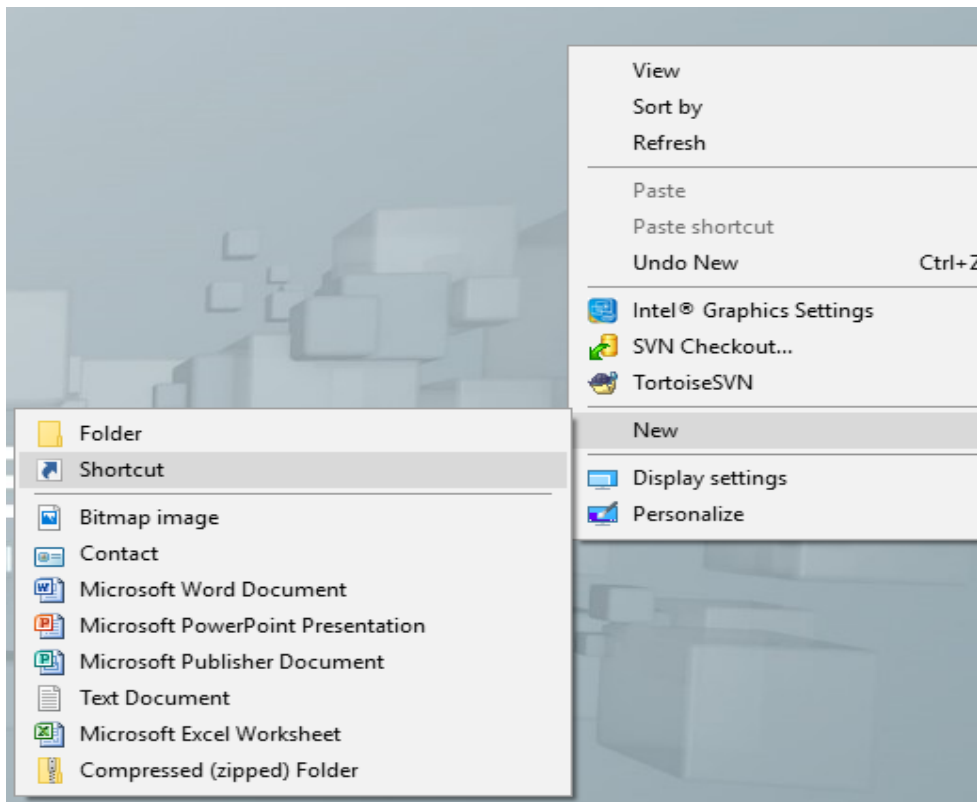 View
Sort by
Refresh
Paste
Paste shortcut
Undo New Ctrl+Z
Intel® Graphics Settings
SVN Checkout...
TortoiseSVN
New
Display settings
Personalize
Folder
Shortcut
Bitmap image
Contact
Microsoft Word Document
Microsoft PowerPoint Presentation
Microsoft Publisher Document
Text Document
Microsoft Excel Worksheet
Compressed (zipped) Folder